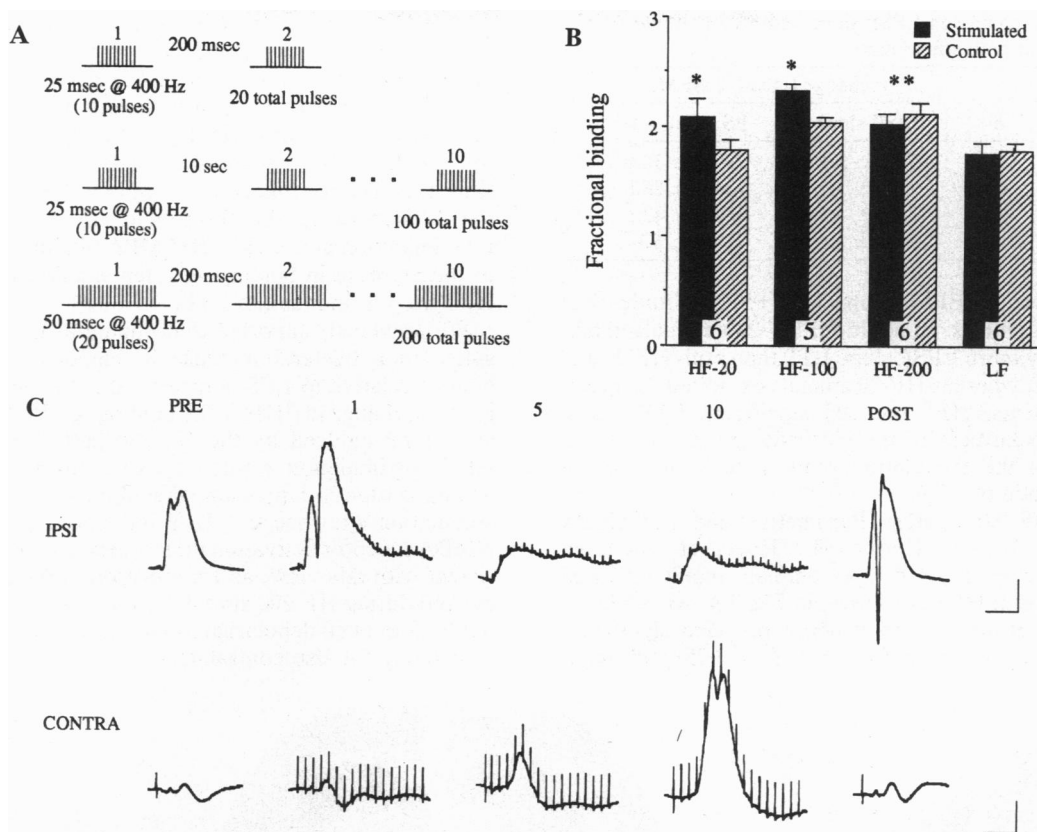 A
1
200 msec
2
25 msec @ 400 Hz
(10 pulses)
20 total pulses
1
10 sec
2
10
. . .
25 msec @ 400 Hz
(10 pulses)
100 total pulses
1
200 msec
2
10
. . .
50 msec @ 400 Hz
(20 pulses)
200 total pulses
B
Stimulated
Control
Fractional binding
3
2
1
0
*
*
**
6
5
6
6
HF-20
HF-100
HF-200
LF
C
PRE
1
5
10
POST
IPSI
CONTRA